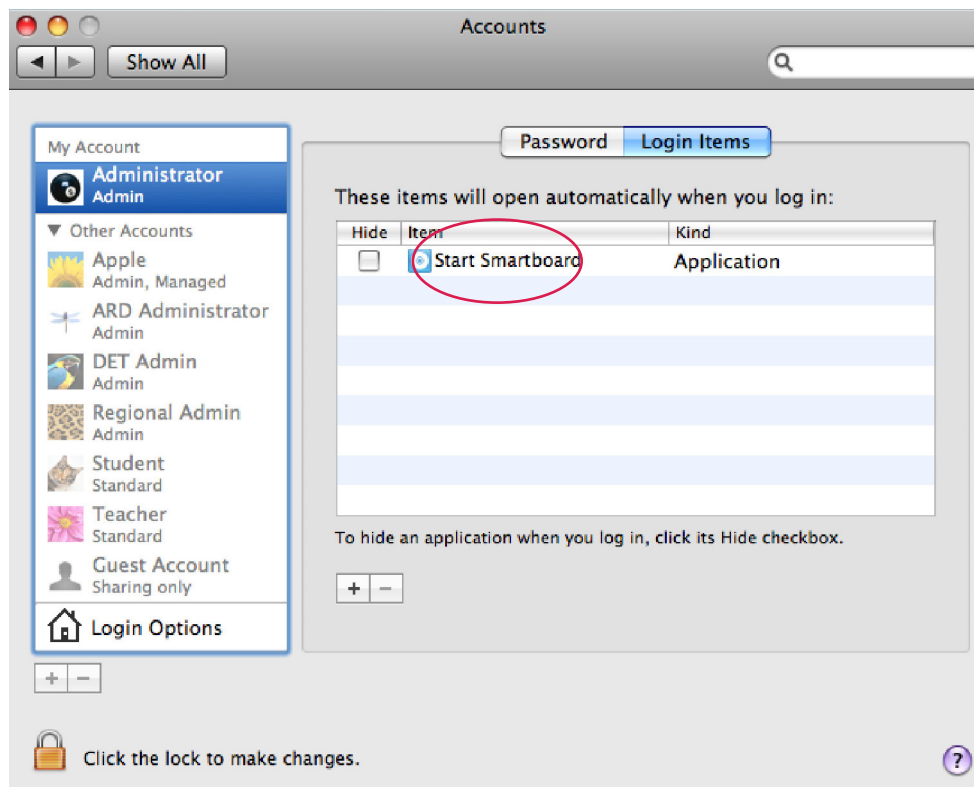 Accounts
Show All
My Account
Administrator
Admin
Other Accounts
Apple
Admin, Managed
ARD Administrator
Admin
DET Admin
Admin
Regional Admin
Admin
Student
Standard
Teacher
Standard
Guest Account
Sharing only
Login Options
+ −
Password Login Items
These items will open automatically when you log in:
Hide Item Kind
Start Smartboard Application
To hide an application when you log in, click its Hide checkbox.
+ −
Click the lock to make changes.
?